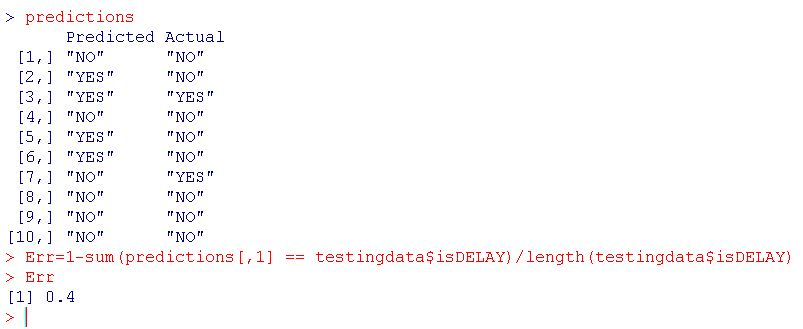 > predictions
      Predicted Actual
 [1,] "NO"      "NO"
 [2,] "YES"     "NO"
 [3,] "YES"     "YES"
 [4,] "NO"      "NO"
 [5,] "YES"     "NO"
 [6,] "YES"     "NO"
 [7,] "NO"      "YES"
 [8,] "NO"      "NO"
 [9,] "NO"      "NO"
[10,] "NO"      "NO"
> Err=1-sum(predictions[,1] == testingdata$isDELAY)/length(testingdata$isDELAY)
> Err
[1] 0.4
>